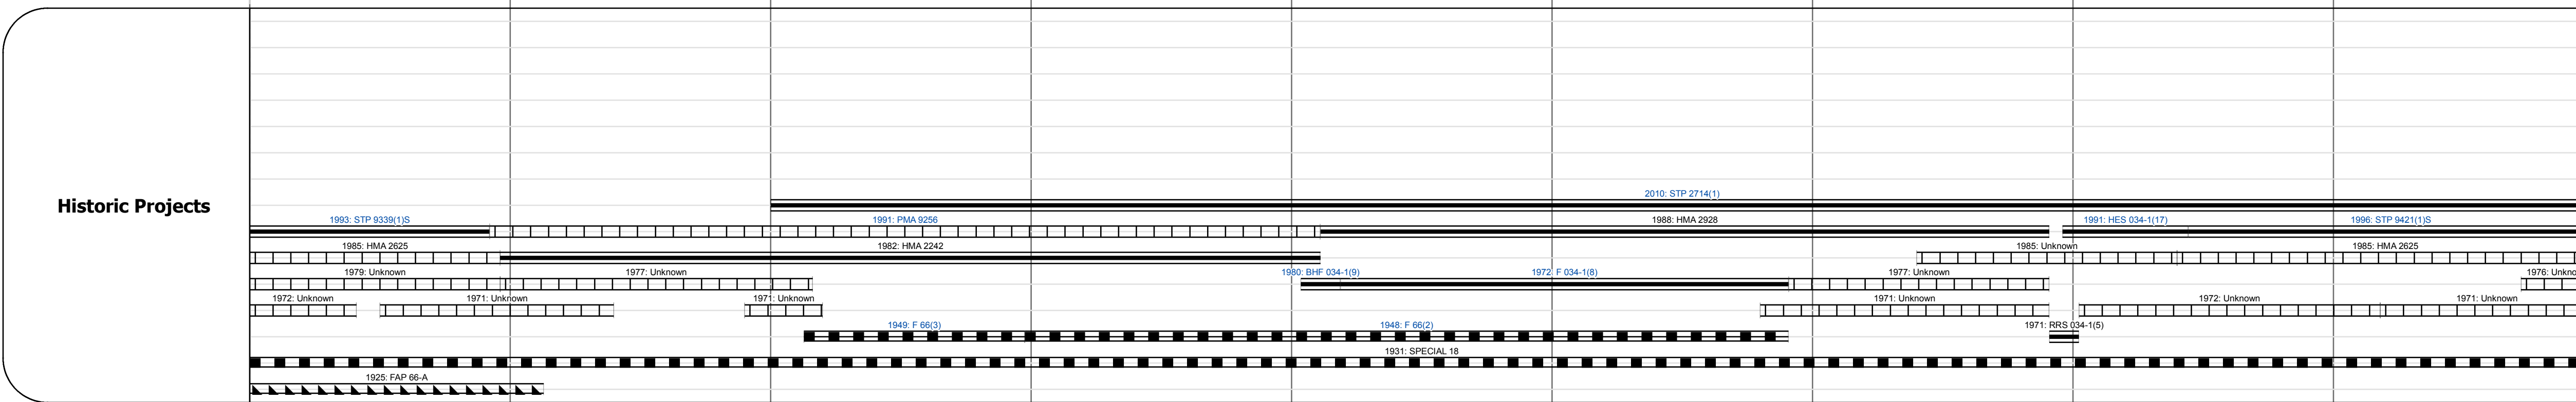 2010: STP 2714(1)
Historic Projects
1993: STP 9339(1)S 1991: PMA 9256 1988: HMA 2928 1991: HES 034-1(17) 1996: STP 9421(1)S
1985: HMA 2625 1982: HMA 2242 1985: Unknown 1985: HMA 2625
1979: Unknown 1977: Unknown 1980: BHF 034-1(9) 1972: F 034-1(8) 1977: Unknown 1976: Unkno
1972: Unknown 1971: Unknown 1971: Unknown 1971: Unknown 1972: Unknown 1971: Unknown
1949: F 66(3) 1948: F 66(2) 1971: RRS 034-1(5)
1931: SPECIAL 18
1925: FAP 66-A